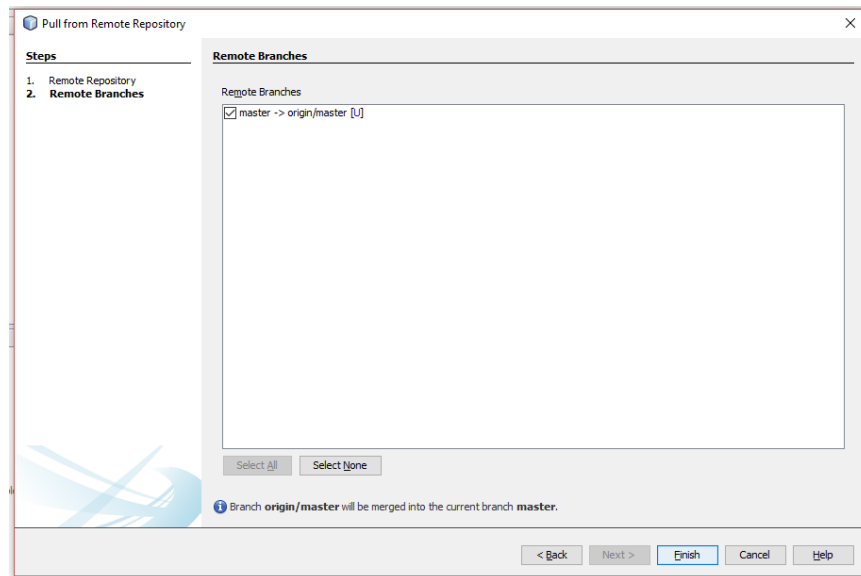 Pull from Remote Repository
Steps
1. Remote Repository
2. Remote Branches
Remote Branches
Remote Branches
master -> origin/master [U]
Select All
Select None
Branch origin/master will be merged into the current branch master.
< Back
Next >
Finish
Cancel
Help